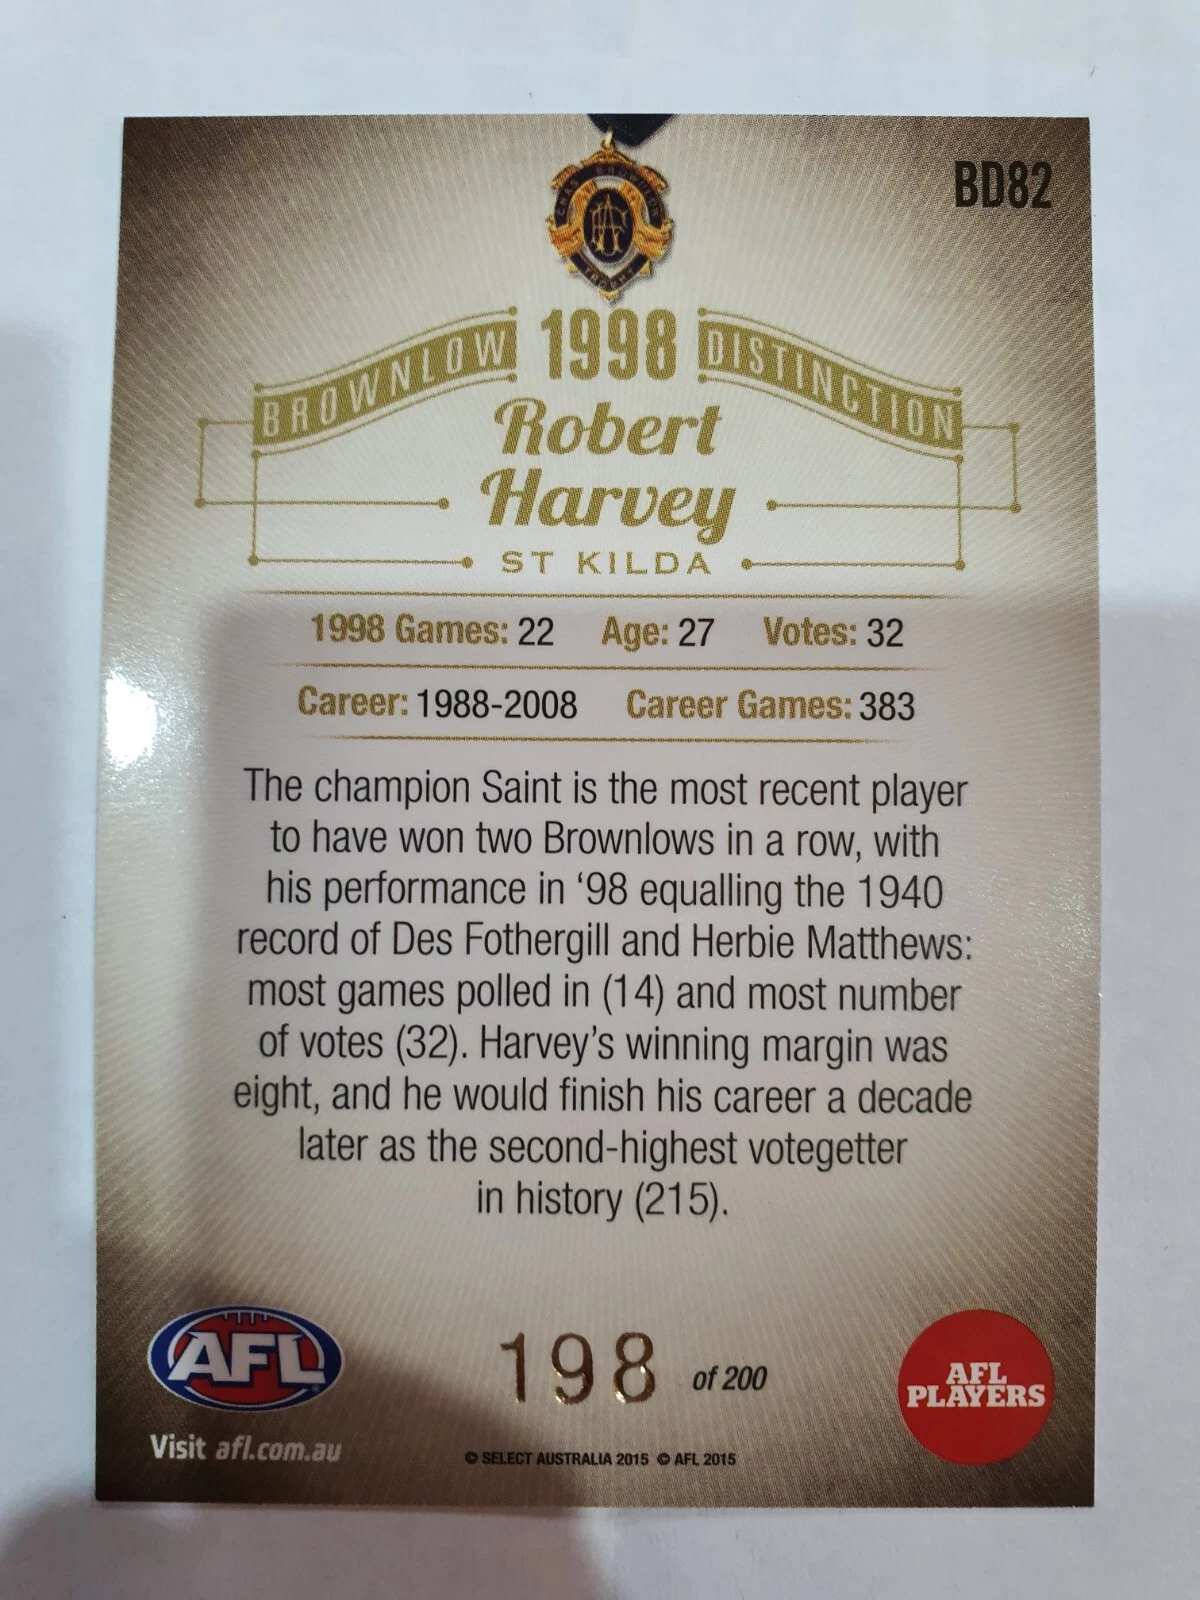 BD82
CHAS BROWNLOW
TROPHY
BROWNLOW 1998 DISTINCTION
Robert
Harvey
ST KILDA
1998 Games: 22 Age: 27 Votes: 32
Career: 1988-2008 Career Games: 383
The champion Saint is the most recent player
to have won two Brownlows in a row, with
his performance in ‘98 equalling the 1940
record of Des Fothergill and Herbie Matthews:
most games polled in (14) and most number
of votes (32). Harvey’s winning margin was
eight, and he would finish his career a decade
later as the second-highest votegetter
in history (215).
AFL
198 of 200
AFL
PLAYERS
Visit afl.com.au
© SELECT AUSTRALIA 2015 © AFL 2015